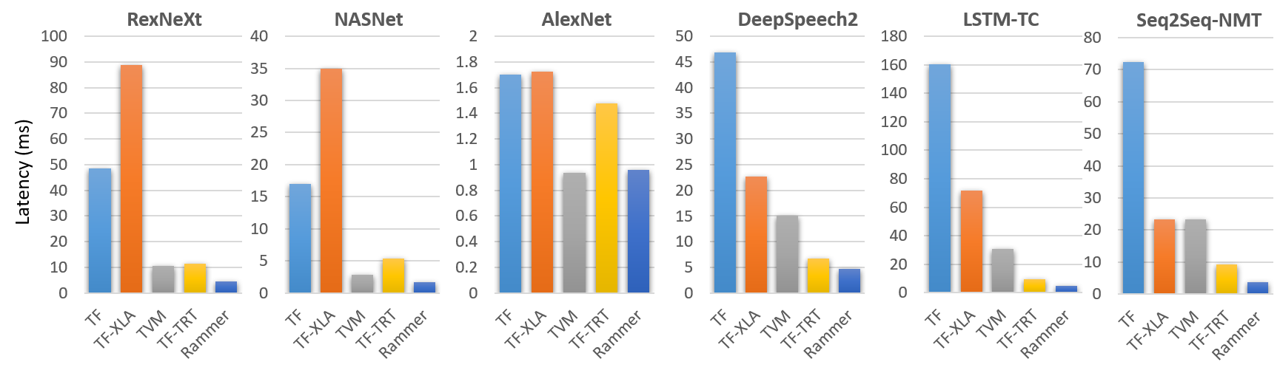 RexNeXt
NASNet
AlexNet
DeepSpeech2
LSTM-TC
Seq2Seq-NMT
Latency (ms)
100
90
80
70
60
50
40
30
20
10
0
TF
TF-XLA
TVM
TF-TRT
Rammer
40
35
30
25
20
15
10
5
0
TF
TF-XLA
TVM
TF-TRT
Rammer
2
1.8
1.6
1.4
1.2
1
0.8
0.6
0.4
0.2
0
TF
TF-XLA
TVM
TF-TRT
Rammer
50
45
40
35
30
25
20
15
10
5
0
TF
TF-XLA
TVM
TF-TRT
Rammer
180
160
140
120
100
80
60
40
20
0
TF
TF-XLA
TVM
TF-TRT
Rammer
80
70
60
50
40
30
20
10
0
TF
TF-XLA
TVM
TF-TRT
Rammer